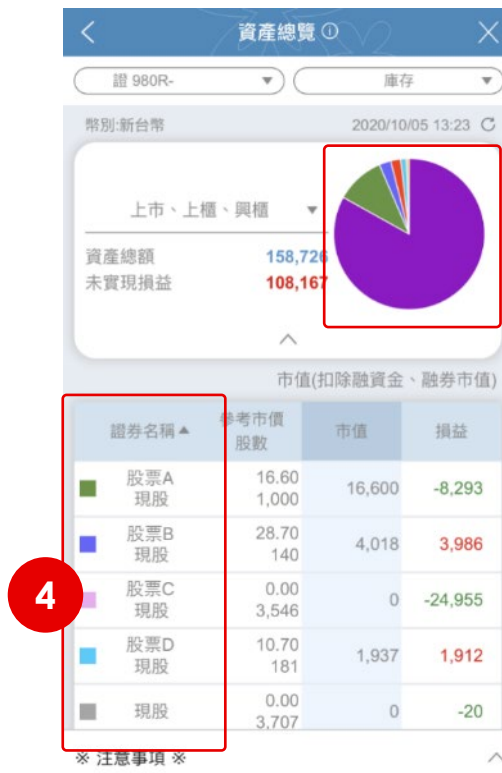 資產總覽 ⓘ
證 980R-
庫存
幣別:新台幣
2020/10/05 13:23
上市、上櫃、興櫃
資產總額 158,726
未實現損益 108,167
市值(扣除融資金、融券市值)
證券名稱▲ 參考市價 市值 損益
股數
股票A 16.60 16,600 -8,293
現股 1,000
股票B 28.70 4,018 3,986
現股 140
4
股票C 0.00 0 -24,955
現股 3,546
股票D 10.70 1,937 1,912
現股 181
現股 0.00 0 -20
3,707
※ 注意事項 ※